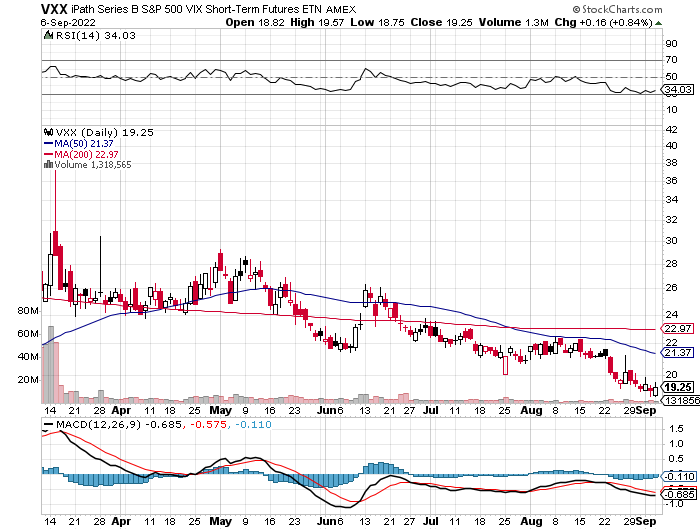 VXX iPath Series B S&P 500 VIX Short-Term Futures ETN AMEX © StockCharts.com
6-Sep-2022 Open 18.82 High 19.57 Low 18.75 Close 19.25 Volume 1.3M Chg +0.16 (+0.84%)
RSI(14) 34.03
90
70
50
34.03
VXX (Daily) 19.25
MA(50) 21.37
MA(200) 22.97
Volume 1,318,565
42
40
38
36
34
32
30
28
26
24
22.97
22
21.37
20
19.25
1318565
80M
60M
40M
20M
14 21 28 Apr 11 18 25 May 9 16 23 Jun 6 13 21 27 Jul 11 18 25 Aug 8 15 22 29 Sep
MACD(12,26,9) -0.685, -0.575, -0.110
1.5
1.0
0.5
-0.110
-0.685
-1.0